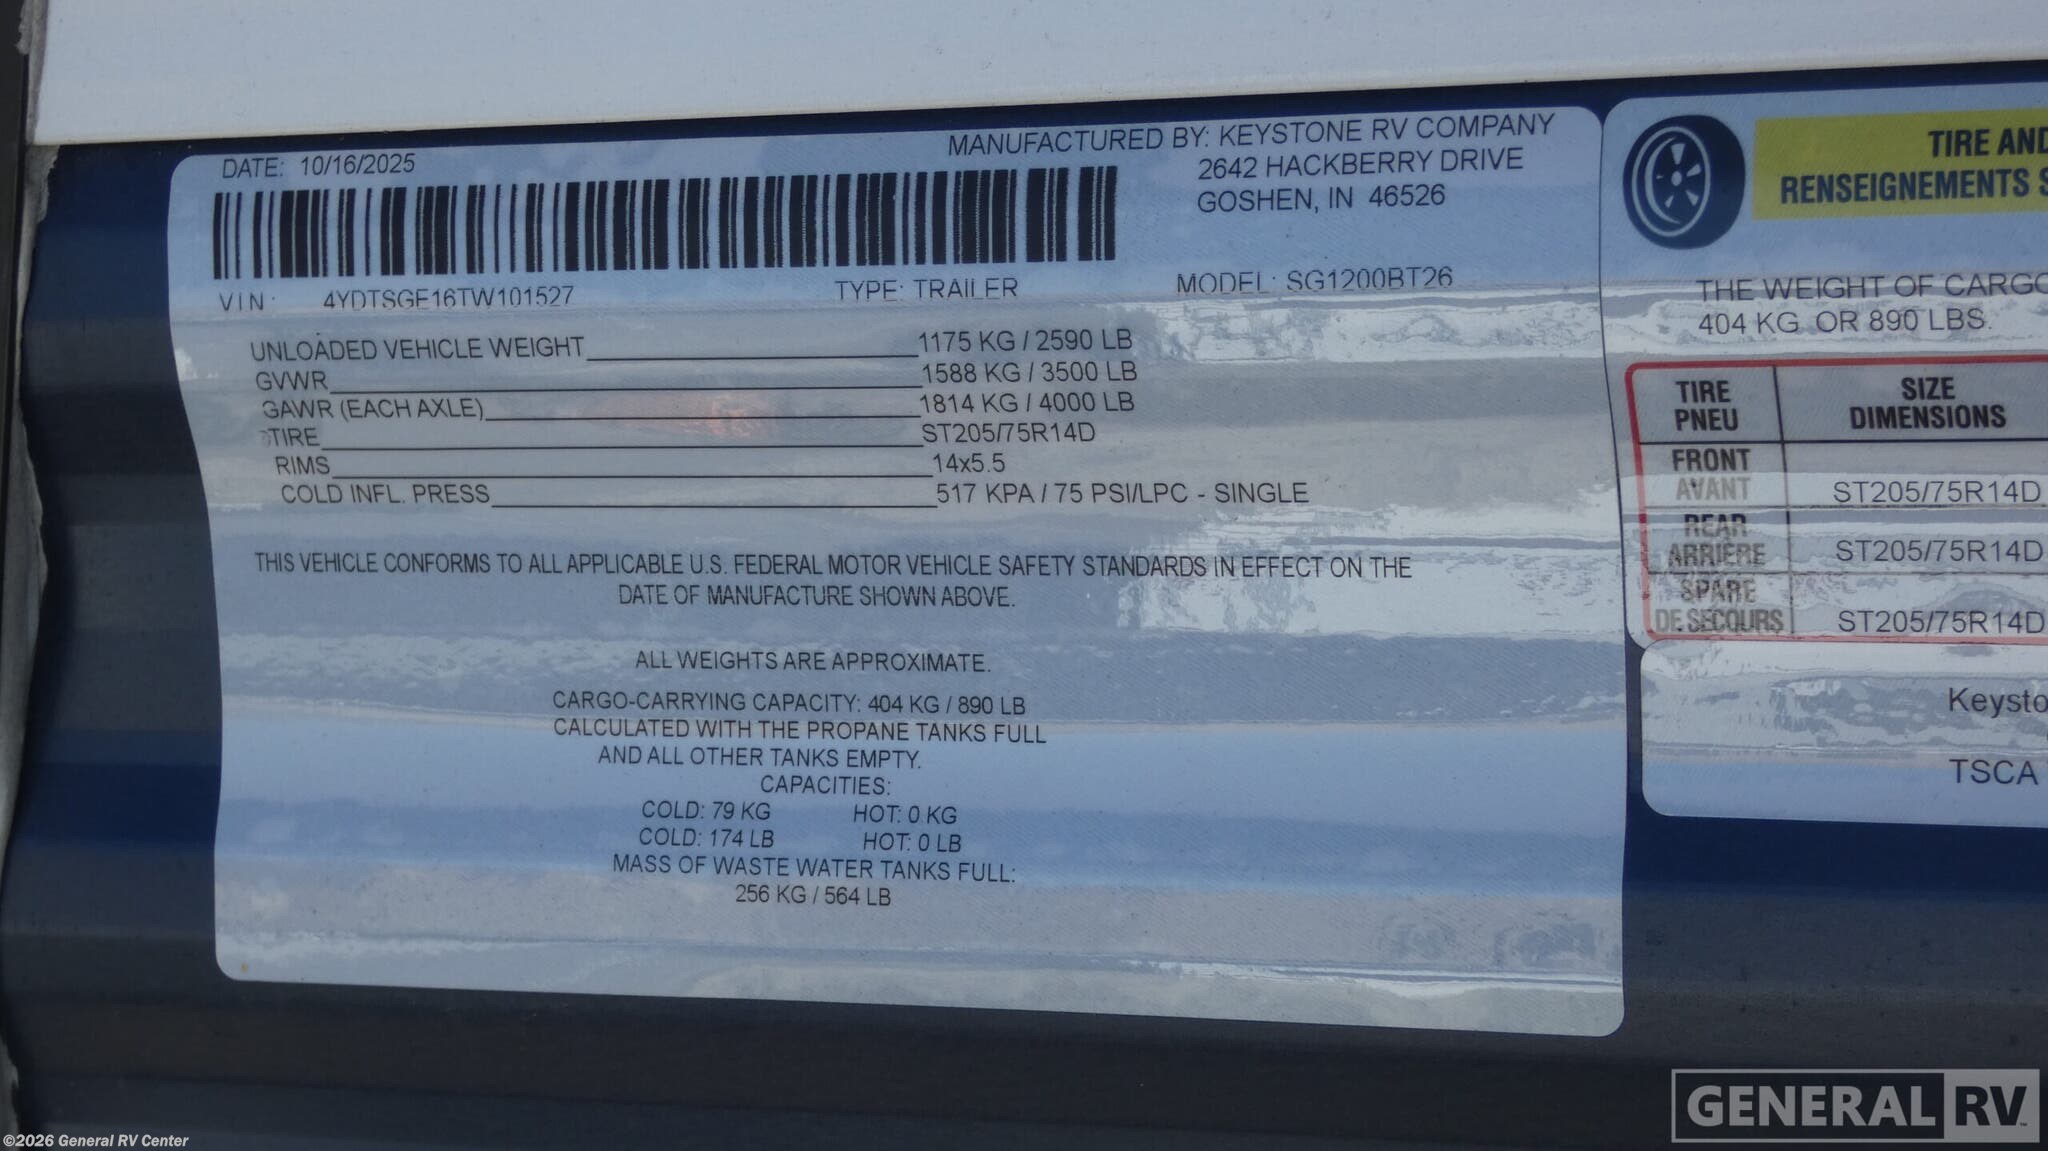 DATE: 10/16/2025
MANUFACTURED BY: KEYSTONE RV COMPANY
2642 HACKBERRY DRIVE
GOSHEN, IN 46526
VIN: 4YDTSGE16TW101527 TYPE: TRAILER MODEL: SG1200BT26
UNLOADED VEHICLE WEIGHT 1175 KG / 2590 LB
GVWR 1588 KG / 3500 LB
GAWR (EACH AXLE) 1814 KG / 4000 LB
TIRE ST205/75R14D
RIMS 14x5.5
COLD INFL. PRESS 517 KPA / 75 PSI/LPC - SINGLE
THIS VEHICLE CONFORMS TO ALL APPLICABLE U.S. FEDERAL MOTOR VEHICLE SAFETY STANDARDS IN EFFECT ON THE
DATE OF MANUFACTURE SHOWN ABOVE.
ALL WEIGHTS ARE APPROXIMATE.
CARGO-CARRYING CAPACITY: 404 KG / 890 LB
CALCULATED WITH THE PROPANE TANKS FULL
AND ALL OTHER TANKS EMPTY.
CAPACITIES:
COLD: 79 KG HOT: 0 KG
COLD: 174 LB HOT: 0 LB
MASS OF WASTE WATER TANKS FULL:
256 KG / 564 LB
TIRE AND
RENSEIGNEMENTS S
THE WEIGHT OF CARGO
404 KG OR 890 LBS.
TIRE SIZE
PNEU DIMENSIONS
FRONT
AVANT ST205/75R14D
REAR
ARRIÈRE ST205/75R14D
SPARE
DE SECOURS ST205/75R14D
Keysto
TSCA
GENERAL RV
©2026 General RV Center